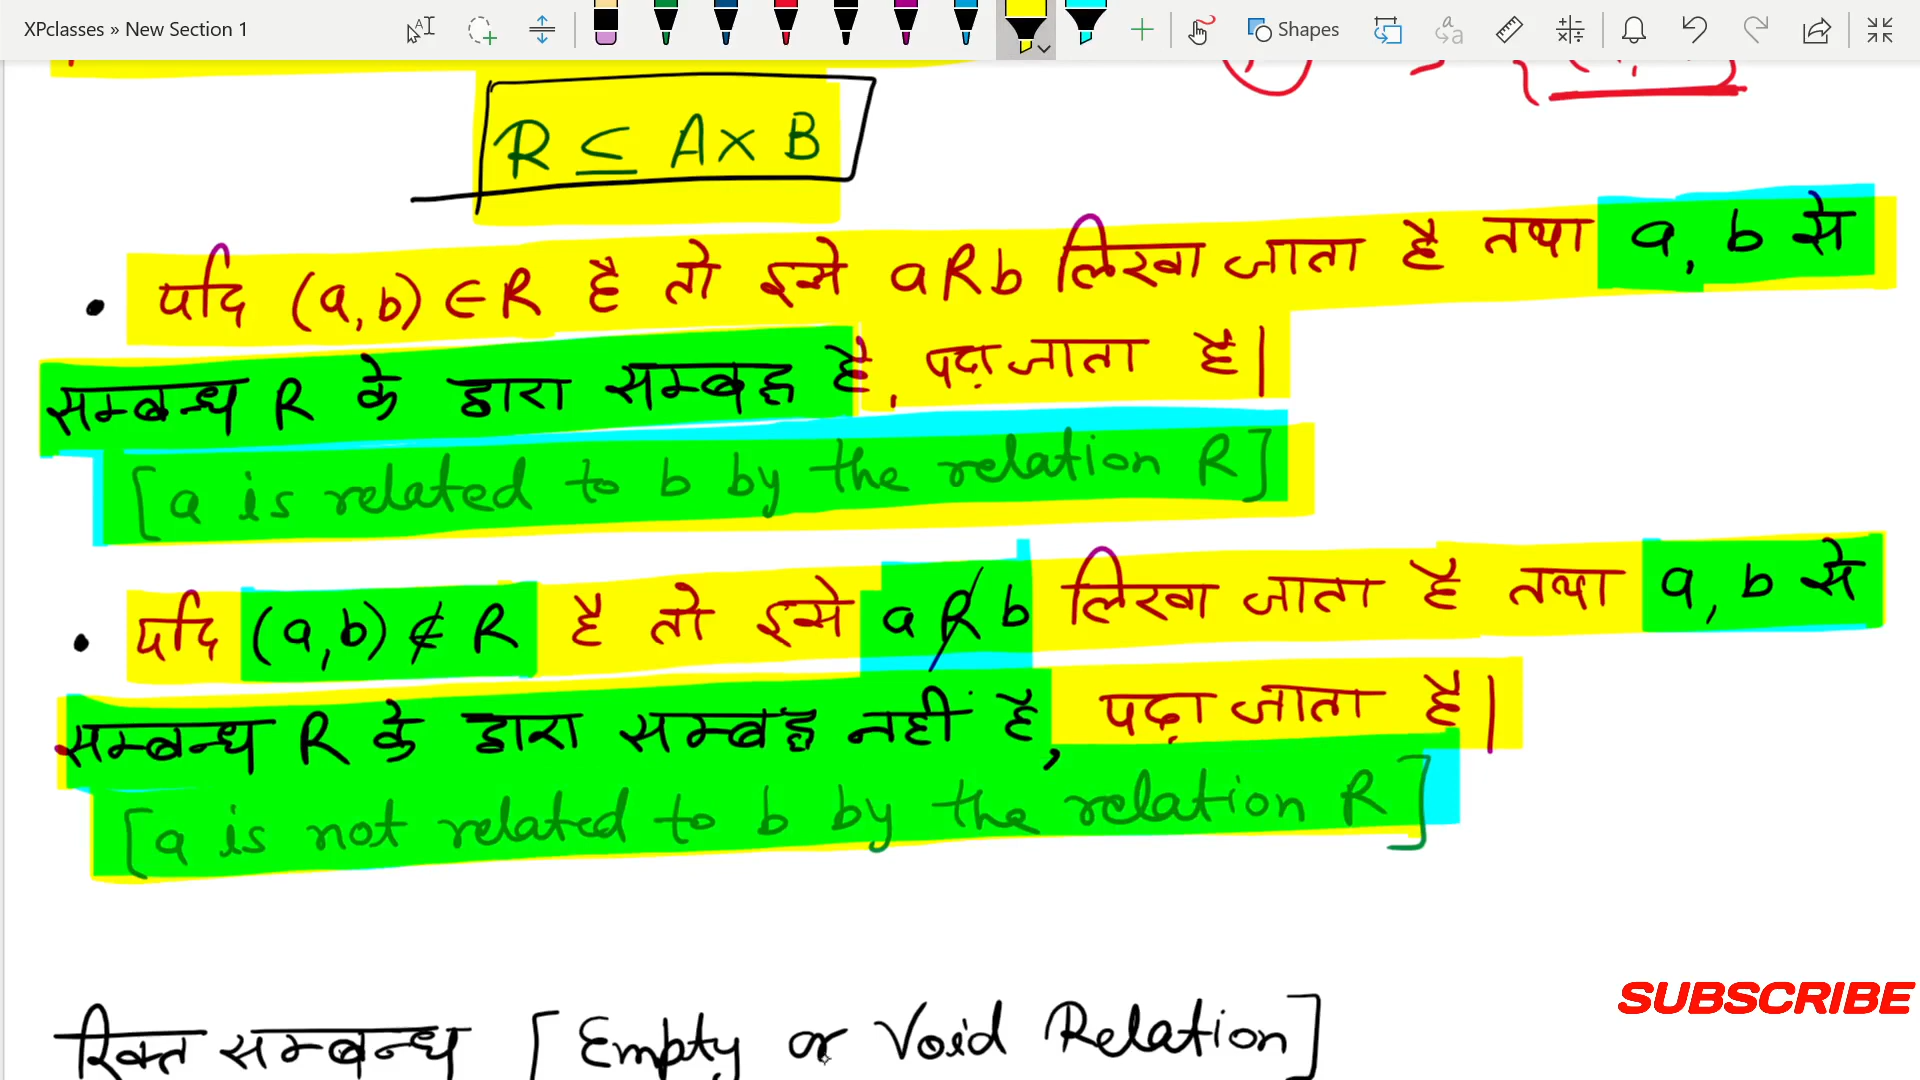 XPclasses » New Section 1
Shapes
R ⊆ A × B
• यदि (a, b) ∈ R है तो इसे aRb लिखा जाता है तथा a, b से
सम्बन्ध R के द्वारा सम्बद्ध है, पढ़ा जाता है|
[a is related to b by the relation R]
• यदि (a, b) ∉ R है तो इसे a R̸ b लिखा जाता है तथा a, b से
सम्बन्ध R के द्वारा सम्बद्ध नहीं है, पढ़ा जाता है|
[a is not related to b by the relation R]
SUBSCRIBE
रिक्त सम्बन्ध [Empty or Void Relation]